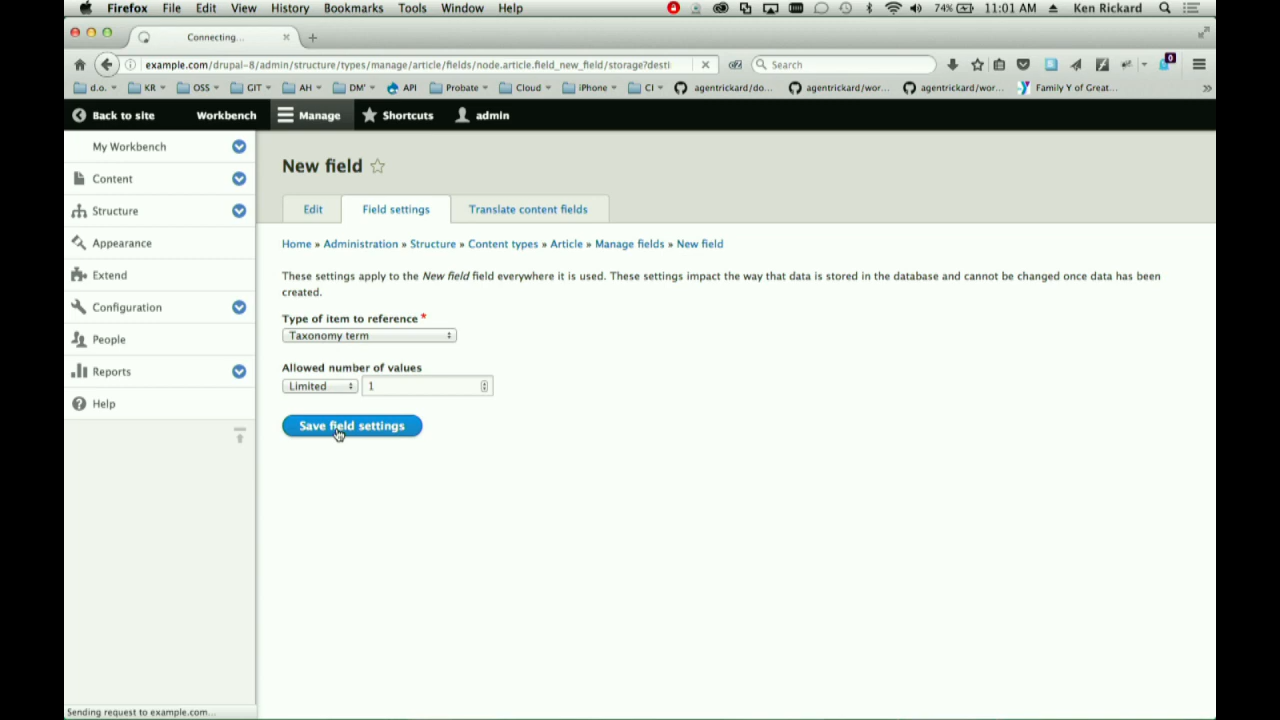 Firefox File Edit View History Bookmarks Tools Window Help 74% 11:01 AM Ken Rickard
Connecting...
example.com/drupal-8/admin/structure/types/manage/article/fields/node.article.field_new_field/storage?desti Search 0
d.o. KR OSS GIT AH DM' API Probate Cloud iPhone CI agentrickard/do... agentrickard/wor... agentrickard/wor... Family Y of Great...
Back to site Workbench Manage Shortcuts admin
My Workbench
Content
Structure
Appearance
Extend
Configuration
People
Reports
Help
New field
Edit Field settings Translate content fields
Home » Administration » Structure » Content types » Article » Manage fields » New field
These settings apply to the New field field everywhere it is used. These settings impact the way that data is stored in the database and cannot be changed once data has been
created.
Type of item to reference *
Taxonomy term
Allowed number of values
Limited 1
Save field settings
Sending request to example.com...